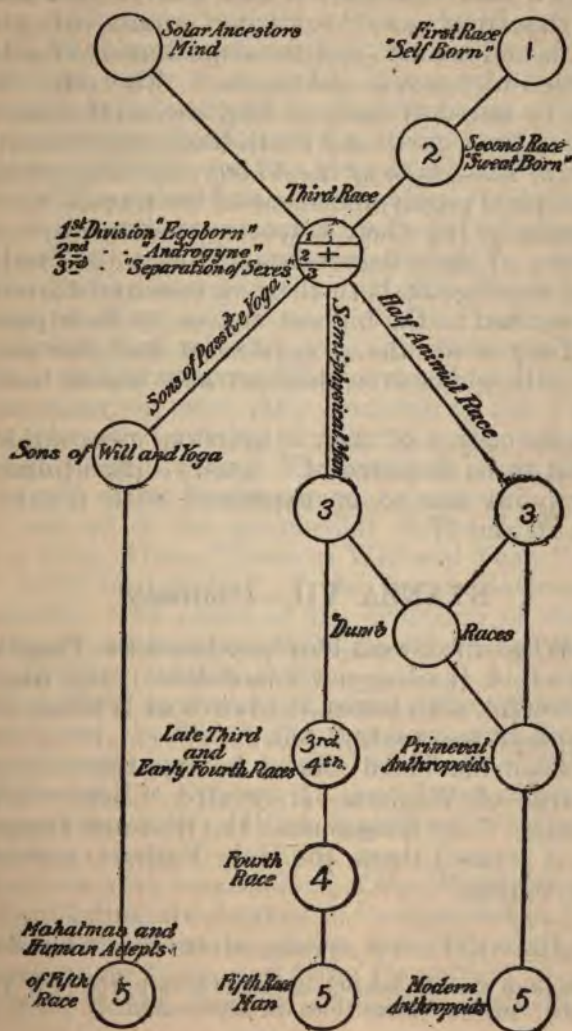 Solar Ancestors
Mind
First Race
"Self Born"
1
2
Second Race
"Sweat Born"
Third Race
1st Division "Eggborn"
2nd " "Androgyne"
3rd " "Separation of Sexes"
1
2 +
3
Sons of Passive Yoga
Semi-physical Man
Half Animal Race
Sons of Will and Yoga
3
3
"Dumb Races
Late Third
and
Early Fourth Races
3rd
4th
Primeval
Anthropoids
Fourth
Race
4
Mahatmas and
Human Adepts
of Fifth
Race
5
Fifth Race
Man
5
Modern
Anthropoids
5